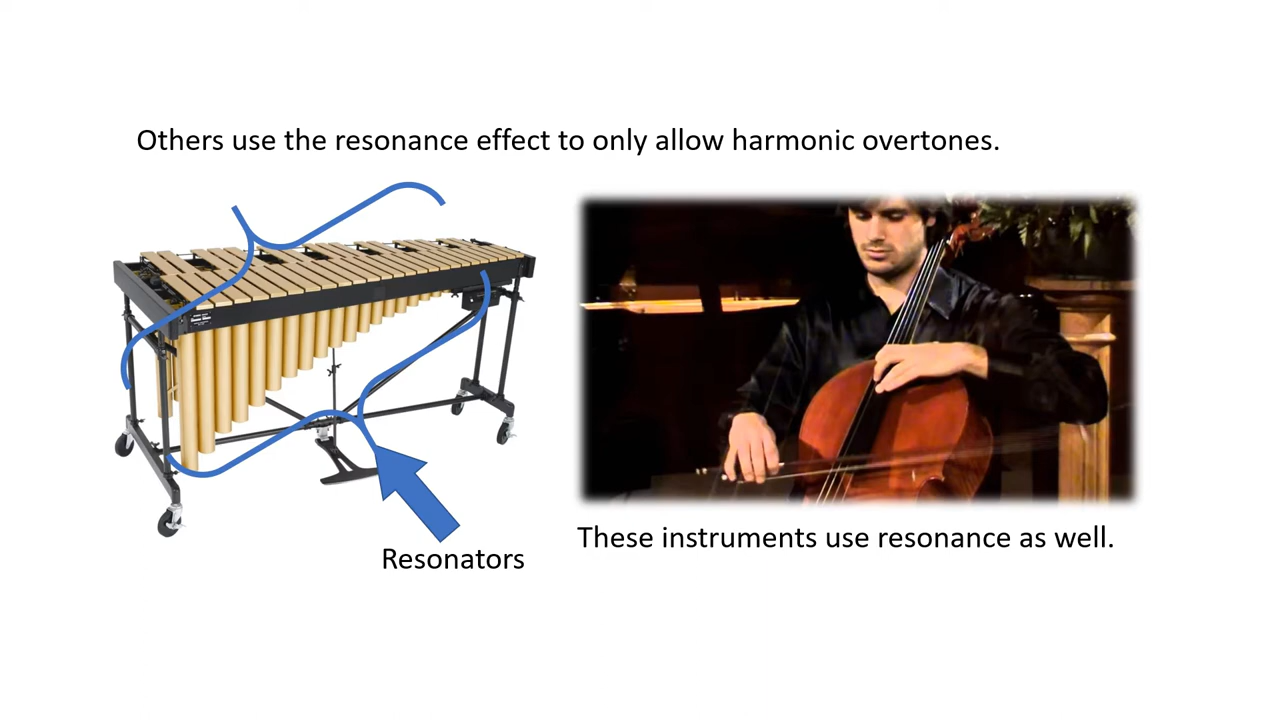 Others use the resonance effect to only allow harmonic overtones.
These instruments use resonance as well.
Resonators